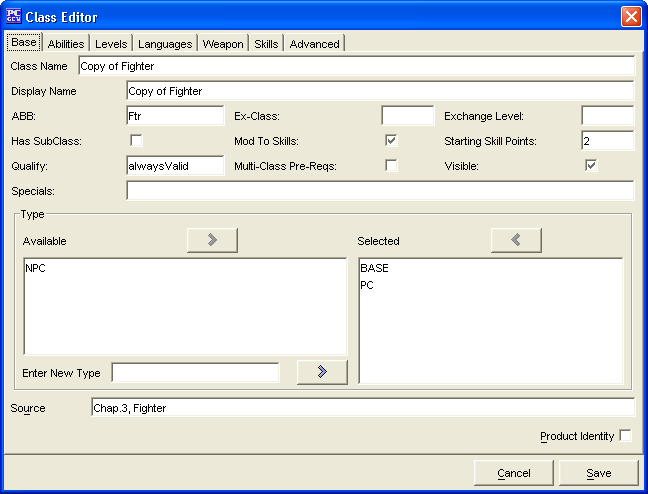 PC GEN Class Editor
Base Abilities Levels Languages Weapon Skills Advanced
Class Name Copy of Fighter
Display Name Copy of Fighter
ABB: Ftr Ex-Class: Exchange Level:
Has SubClass: Mod To Skills: Starting Skill Points: 2
Qualify: alwaysValid Multi-Class Pre-Reqs: Visible:
Specials:
Type
Available Selected
NPC BASE
PC
Enter New Type
Source Chap.3, Fighter
Product Identity
Cancel Save